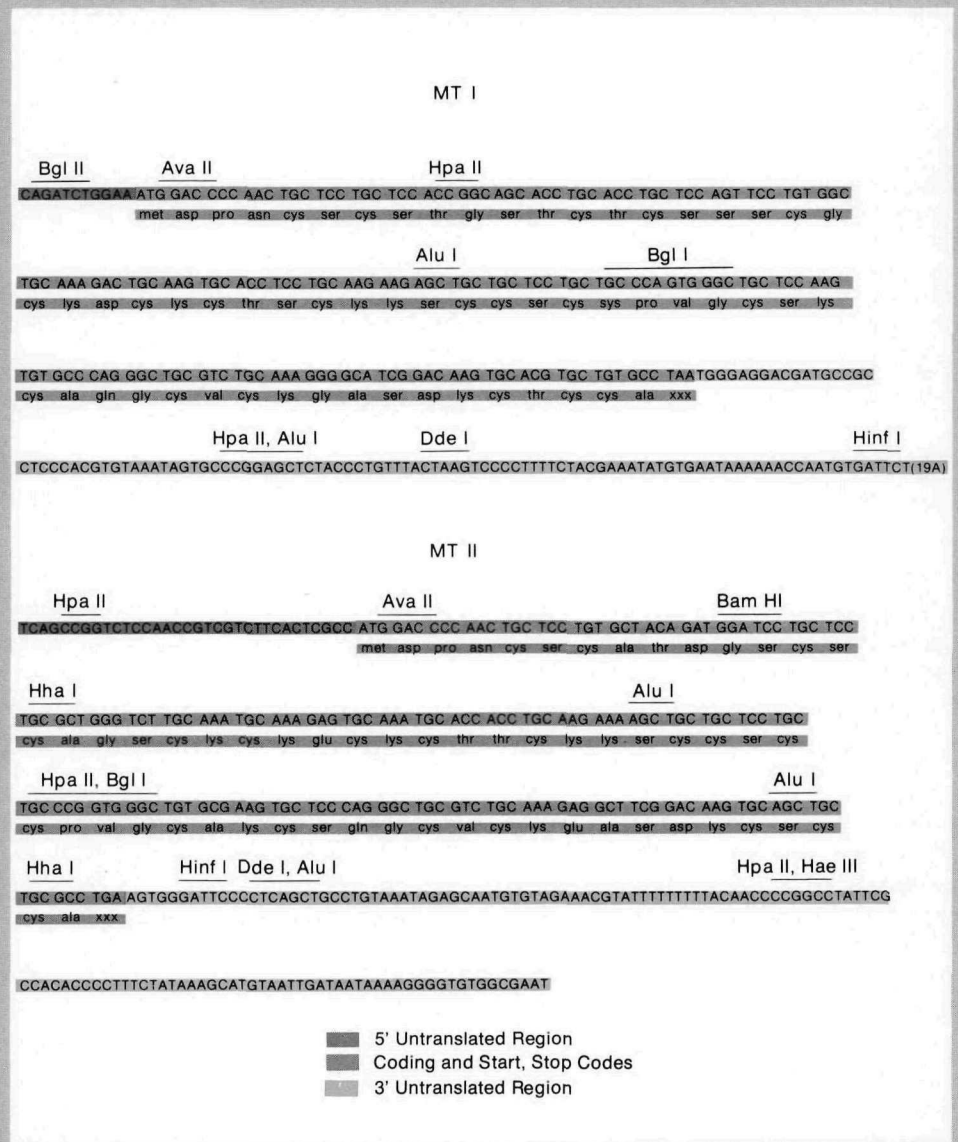 MT I
Bgl II Ava II Hpa II
CAGATCTGGAA ATG GAC CCC AAC TGC TCC TGC TCC ACC GGC AGC ACC TGC ACC TGC TCC AGT TCC TGT GGC
met asp pro asn cys ser cys ser thr gly ser thr cys thr cys ser ser ser cys gly
Alu I Bgl I
TGC AAA GAC TGC AAG TGC ACC TCC TGC AAG AAG AGC TGC TGC TCC TGC TGC CCA GTG GGC TGC TCC AAG
cys lys asp cys lys cys thr ser cys lys lys ser cys cys ser cys sys pro val gly cys ser lys
TGT GCC CAG GGC TGC GTC TGC AAA GGG GCA TCG GAC AAG TGC ACG TGC TGT GCC TAATGGGAGGACGATGCCGC
cys ala gln gly cys val cys lys gly ala ser asp lys cys thr cys cys ala xxx
Hpa II, Alu I Dde I Hinf I
CTCCCACGTGTAAATAGTGCCCGGAGCTCTACCCTGTTTACTAAGTCCCCTTTTCTACGAAATATGTGAATAAAAAACCAATGTGATTCT(19A)
MT II
Hpa II Ava II Bam HI
TCAGCCGGTCTCCAACCGTCGTCTTCACTCGCC ATG GAC CCC AAC TGC TCC TGT GCT ACA GAT GGA TCC TGC TCC
met asp pro asn cys ser cys ala thr asp gly ser cys ser
Hha I Alu I
TGC GCT GGG TCT TGC AAA TGC AAA GAG TGC AAA TGC ACC ACC TGC AAG AAA AGC TGC TGC TCC TGC
cys ala gly ser cys lys cys lys glu cys lys cys thr thr cys lys lys ser cys cys ser cys
Hpa II, Bgl I Alu I
TGC CCG GTG GGC TGT GCG AAG TGC TCC CAG GGC TGC GTC TGC AAA GAG GCT TCG GAC AAG TGC AGC TGC
cys pro val gly cys ala lys cys ser gln gly cys val cys lys glu ala ser asp lys cys ser cys
Hha I Hinf I Dde I, Alu I Hpa II, Hae III
TGC GCC TGA AGTGGGATTCCCCTCAGCTGCCTGTAAATAGAGCAATGTGTAGAAACGTATTTTTTTTTACAACCCCGGCCTATTCG
cys ala xxx
CCACACCCCTTTCTATAAAGCATGTAATTGATAATAAAAGGGGTGTGGCGAAT
5' Untranslated Region
Coding and Start, Stop Codes
3' Untranslated Region